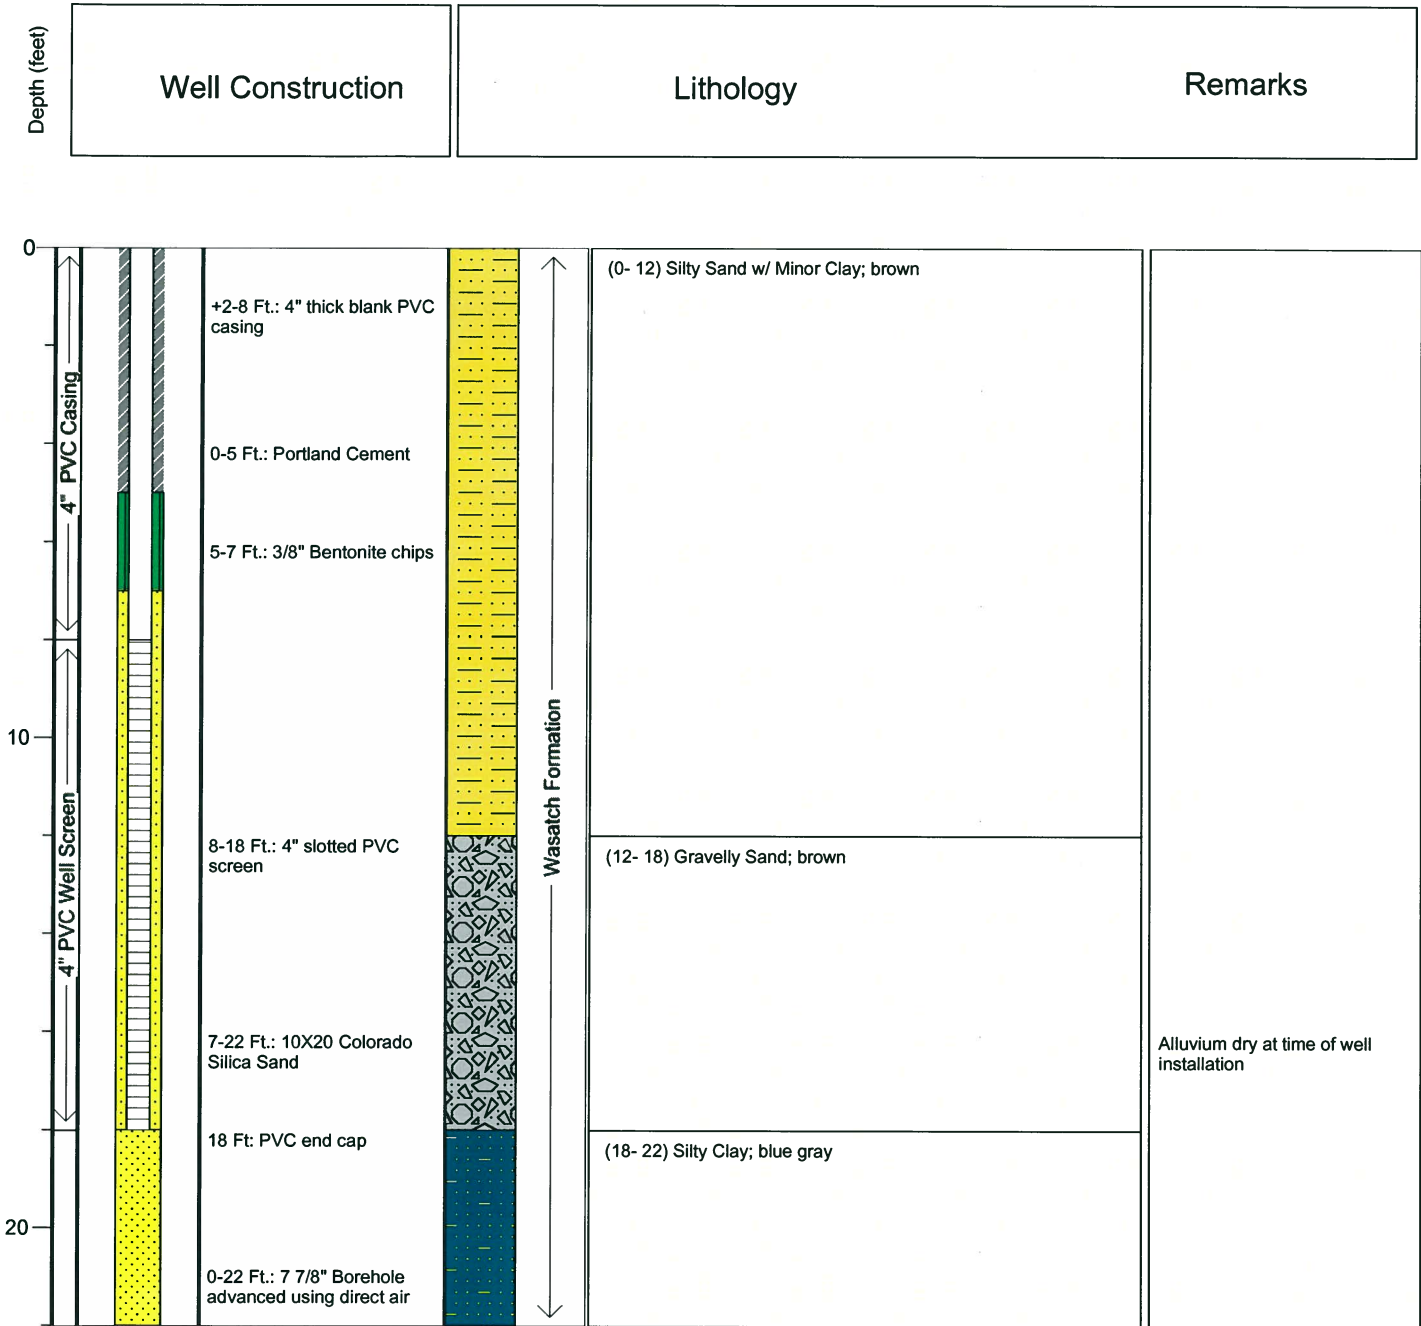 Depth (feet)
Well Construction
Lithology
Remarks
0
10
20
4" PVC Casing
4" PVC Well Screen
+2-8 Ft.: 4" thick blank PVC
casing
0-5 Ft.: Portland Cement
5-7 Ft.: 3/8" Bentonite chips
8-18 Ft.: 4" slotted PVC
screen
7-22 Ft.: 10X20 Colorado
Silica Sand
18 Ft: PVC end cap
0-22 Ft.: 7 7/8" Borehole
advanced using direct air
Wasatch Formation
(0- 12) Silty Sand w/ Minor Clay; brown
(12- 18) Gravelly Sand; brown
(18- 22) Silty Clay; blue gray
Alluvium dry at time of well
installation